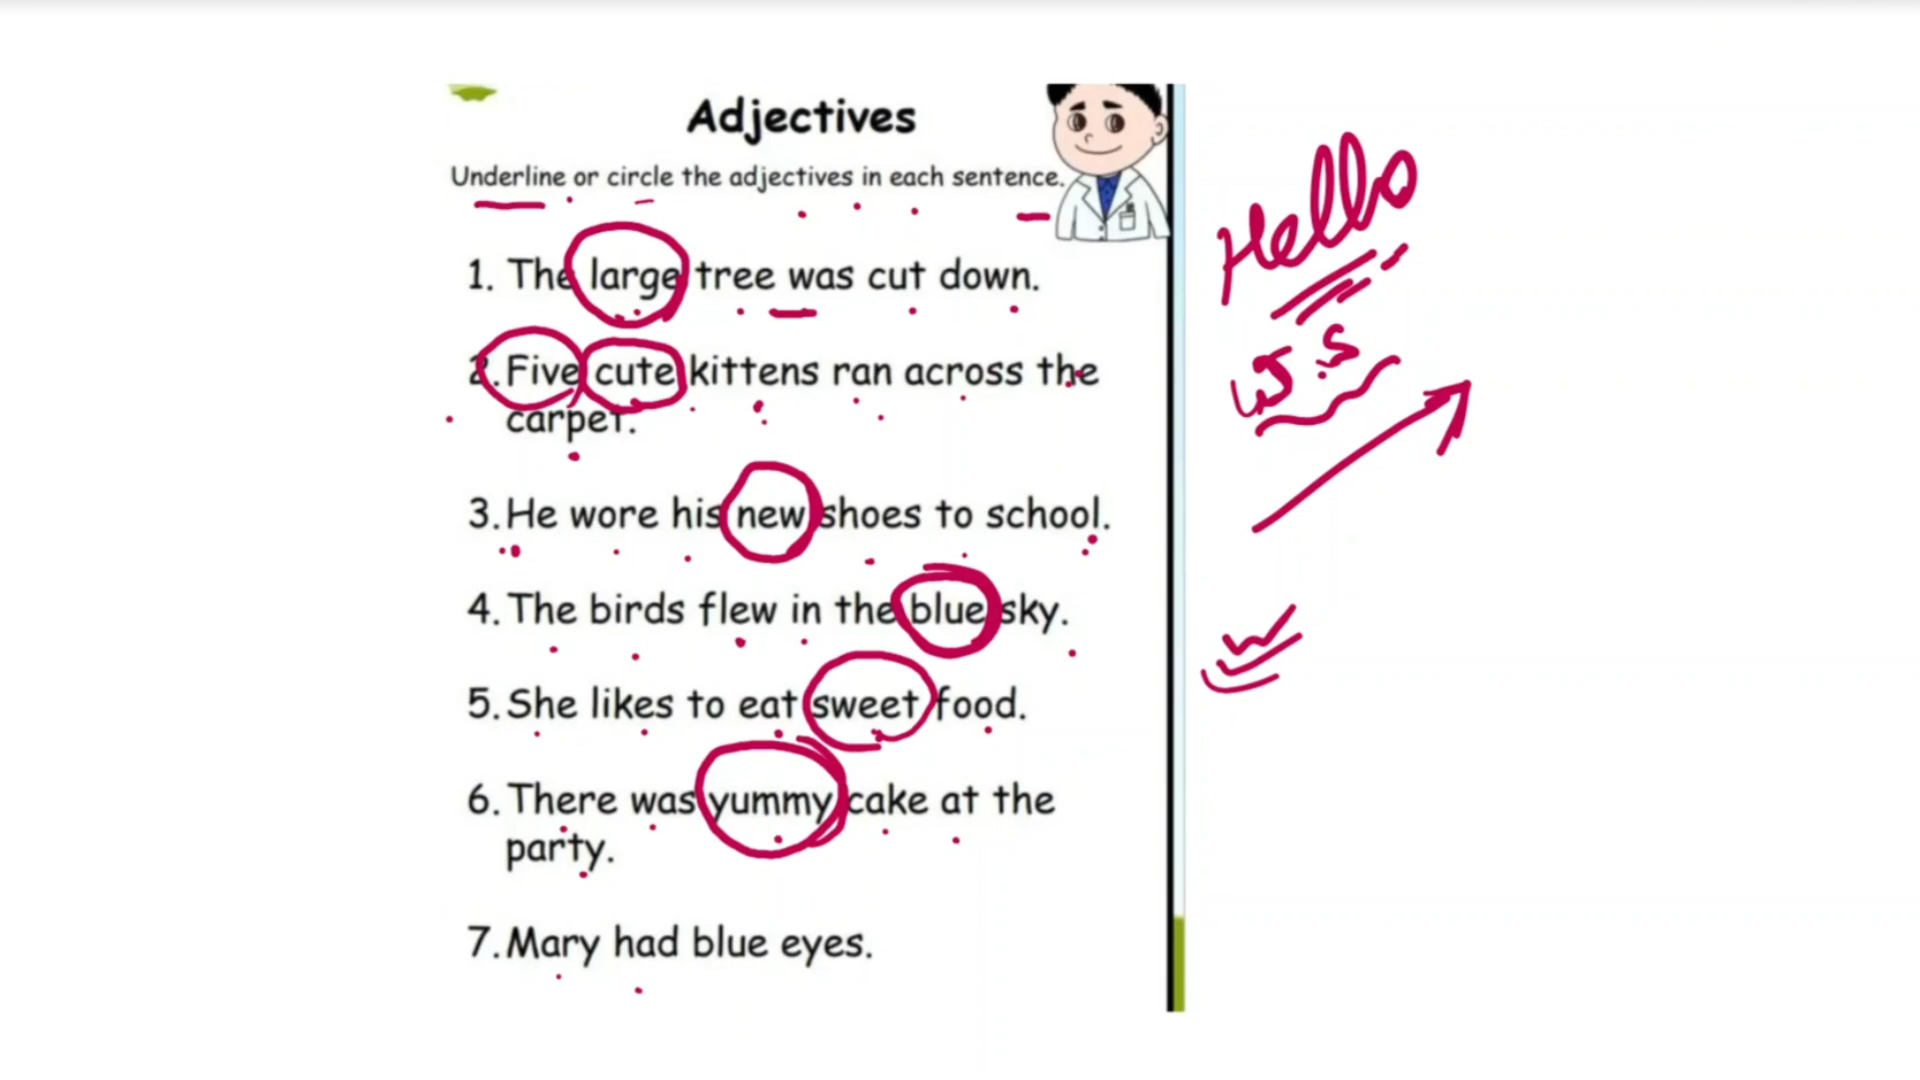 Adjectives
Underline or circle the adjectives in each sentence.
1. The large tree was cut down.
2. Five cute kittens ran across the
carpet.
3. He wore his new shoes to school.
4. The birds flew in the blue sky.
5. She likes to eat sweet food.
6. There was yummy cake at the
party.
7. Mary had blue eyes.
Hello